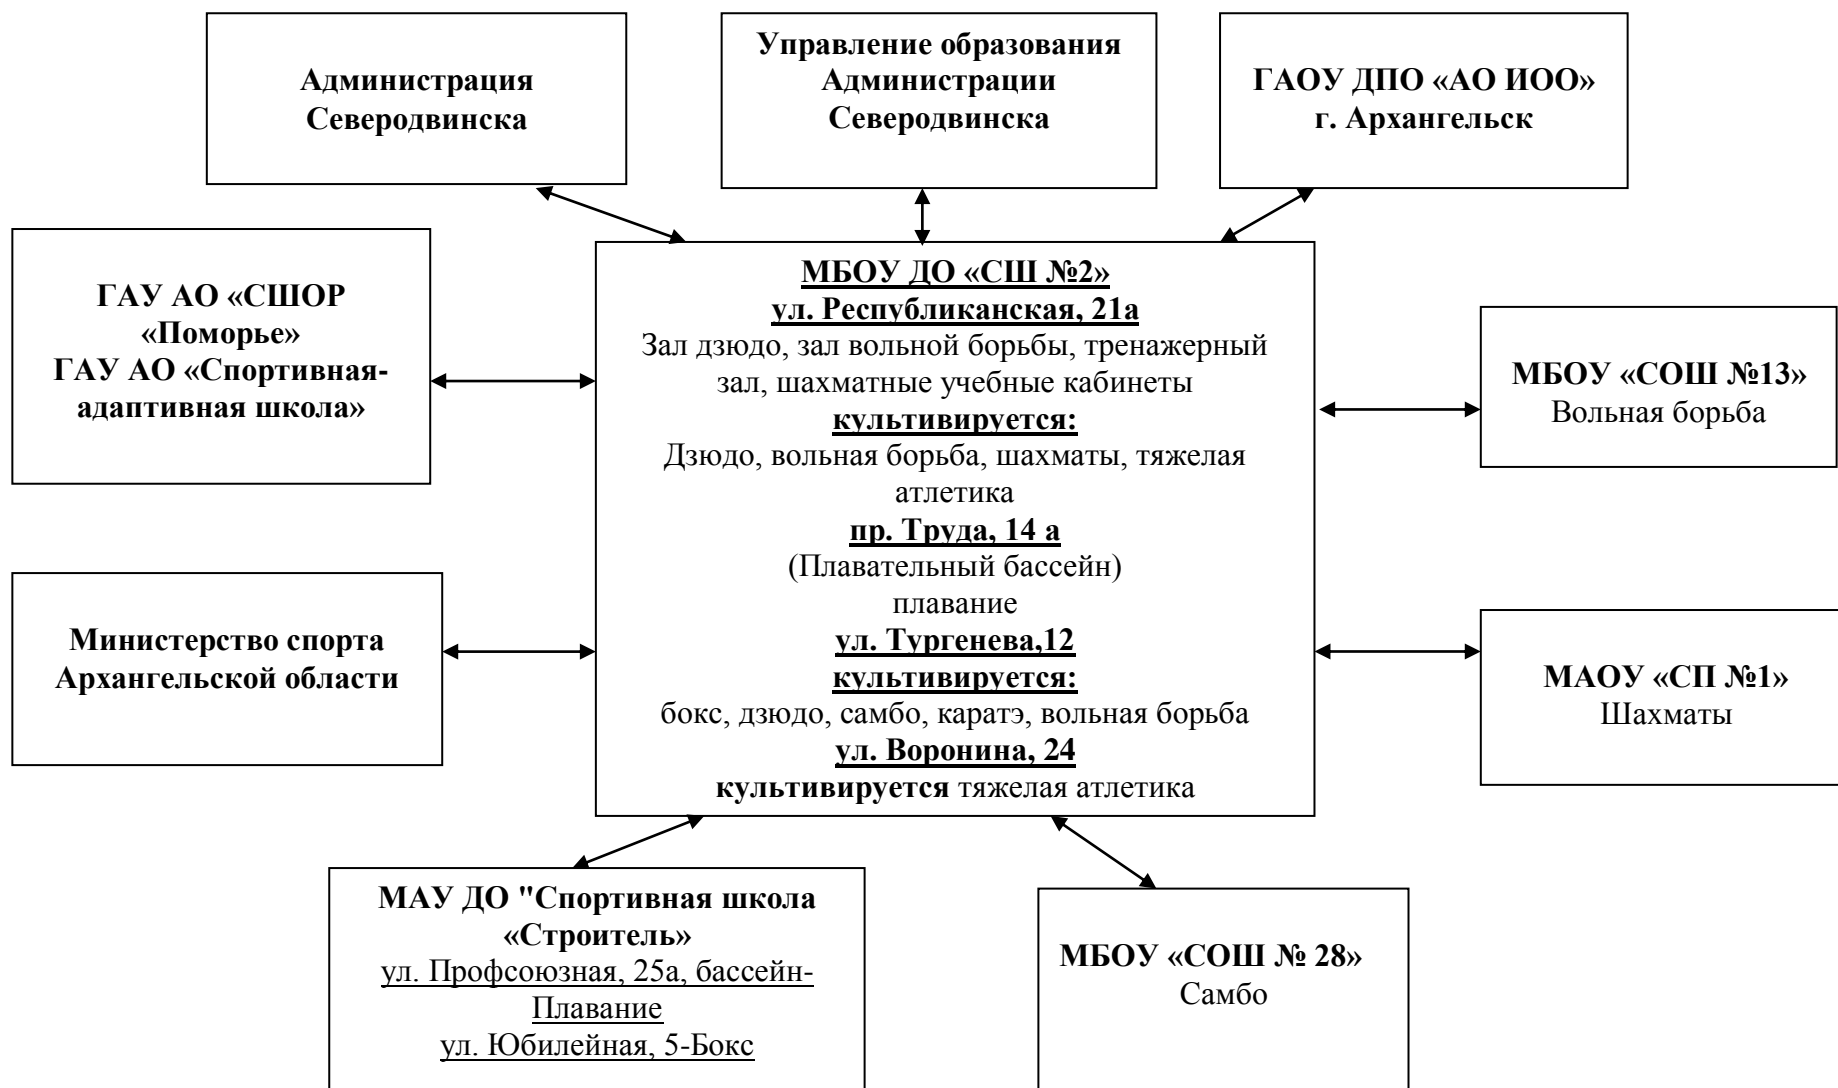 Администрация
Северодвинска
Управление образования
Администрации
Северодвинска
ГАОУ ДПО «АО ИОО»
г. Архангельск
ГАУ АО «СШОР
«Поморье»
ГАУ АО «Спортивная-
адаптивная школа»
МБОУ ДО «СШ №2»
ул. Республиканская, 21а
Зал дзюдо, зал вольной борьбы, тренажерный
зал, шахматные учебные кабинеты
культивируется:
Дзюдо, вольная борьба, шахматы, тяжелая
атлетика
пр. Труда, 14 а
(Плавательный бассейн)
плавание
ул. Тургенева,12
культивируется:
бокс, дзюдо, самбо, каратэ, вольная борьба
ул. Воронина, 24
культивируется тяжелая атлетика
МБОУ «СОШ №13»
Вольная борьба
Министерство спорта
Архангельской области
МАОУ «СП №1»
Шахматы
МАУ ДО "Спортивная школа
«Строитель»
ул. Профсоюзная, 25а, бассейн-
Плавание
ул. Юбилейная, 5-Бокс
МБОУ «СОШ № 28»
Самбо